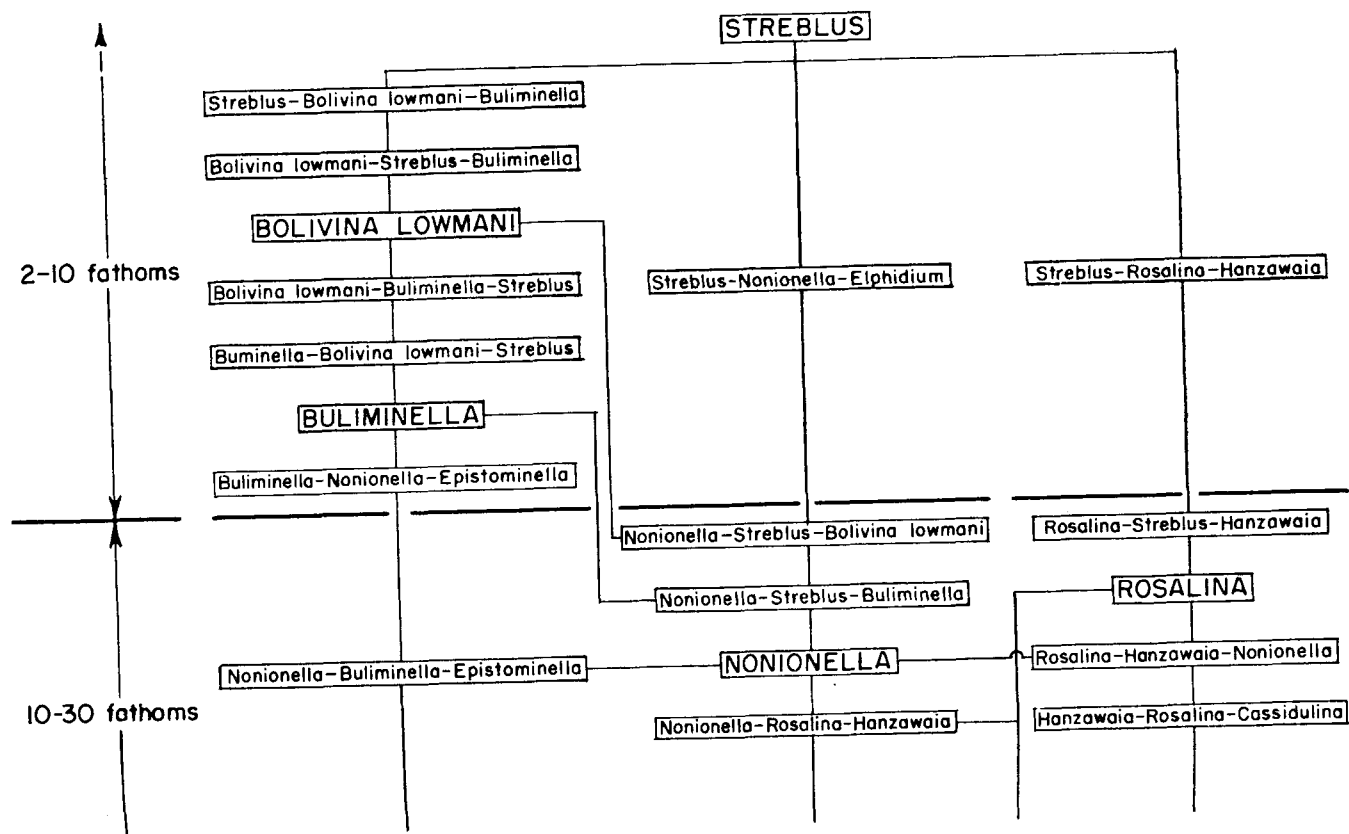 STREBLUS
Streblus-Bolivina lowmani-Buliminella
Bolivina lowmani-Streblus-Buliminella
BOLIVINA LOWMANI
2-10 fathoms
Bolivina lowmani-Buliminella-Streblus
Streblus-Nonionella-Elphidium
Streblus-Rosalina-Hanzawaia
Buminella-Bolivina lowmani-Streblus
BULIMINELLA
Buliminella-Nonionella-Epistominella
Nonionella-Streblus-Bolivina lowmani
Rosalina-Streblus-Hanzawaia
Nonionella-Streblus-Buliminella
ROSALINA
Nonionella-Buliminella-Epistominella
NONIONELLA
Rosalina-Hanzawaia-Nonionella
10-30 fathoms
Nonionella-Rosalina-Hanzawaia
Hanzawaia-Rosalina-Cassidulina